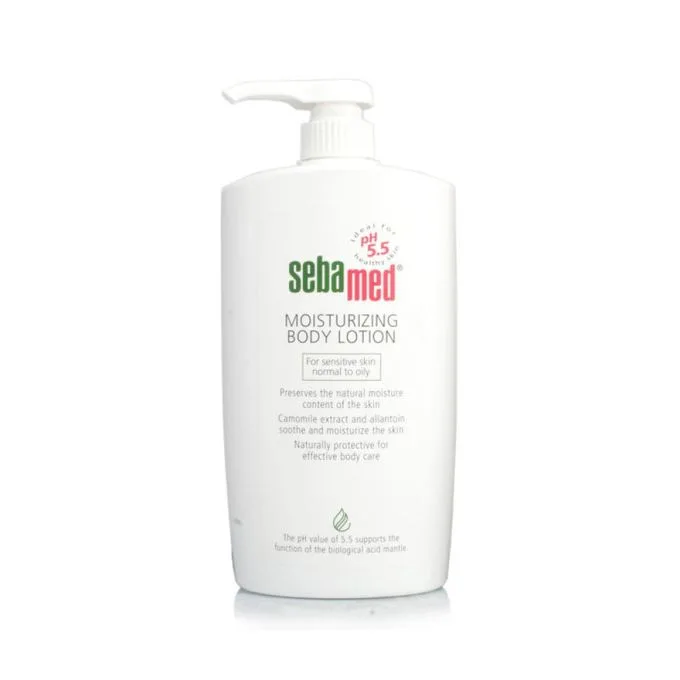 ideal for
pH
5.5
healthy skin
sebamed®
MOISTURIZING
BODY LOTION
For sensitive skin
normal to oily
Preserves the natural moisture
content of the skin
Camomile extract and allantoin
soothe and moisturize the skin
Naturally protective for
effective body care
The pH value of 5.5 supports the
function of the biological acid mantle